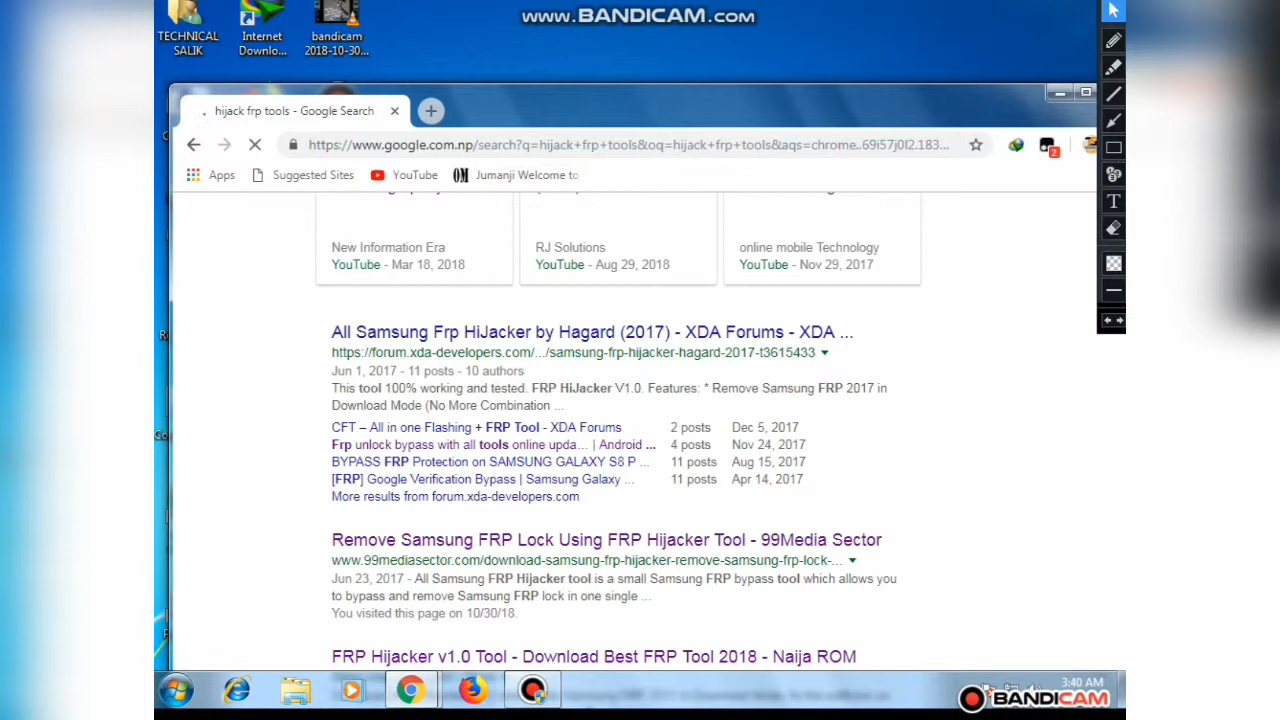 www.BANDICAM.com
TECHNICAL
SALIK
Internet
Downlo...
bandicam
2018-10-30...
hijack frp tools - Google Search
https://www.google.com.np/search?q=hijack+frp+tools&oq=hijack+frp+tools&aqs=chrome..69i57j0l2.183...
2
Apps
Suggested Sites
YouTube
Jumanji Welcome to
New Information Era
YouTube - Mar 18, 2018
RJ Solutions
YouTube - Aug 29, 2018
online mobile Technology
YouTube - Nov 29, 2017
All Samsung Frp HiJacker by Hagard (2017) - XDA Forums - XDA ...
https://forum.xda-developers.com/.../samsung-frp-hijacker-hagard-2017-t3615433
Jun 1, 2017 - 11 posts - 10 authors
This tool 100% working and tested. FRP HiJacker V1.0. Features: * Remove Samsung FRP 2017 in
Download Mode (No More Combination ...
CFT – All in one Flashing + FRP Tool - XDA Forums 2 posts Dec 5, 2017
Frp unlock bypass with all tools online upda... | Android ... 4 posts Nov 24, 2017
BYPASS FRP Protection on SAMSUNG GALAXY S8 P ... 11 posts Aug 15, 2017
[FRP] Google Verification Bypass | Samsung Galaxy ... 11 posts Apr 14, 2017
More results from forum.xda-developers.com
Remove Samsung FRP Lock Using FRP Hijacker Tool - 99Media Sector
www.99mediasector.com/download-samsung-frp-hijacker-remove-samsung-frp-lock-...
Jun 23, 2017 - All Samsung FRP Hijacker tool is a small Samsung FRP bypass tool which allows you
to bypass and remove Samsung FRP lock in one single ...
You visited this page on 10/30/18.
FRP Hijacker v1.0 Tool - Download Best FRP Tool 2018 - Naija ROM
3:40 AM
BANDICAM